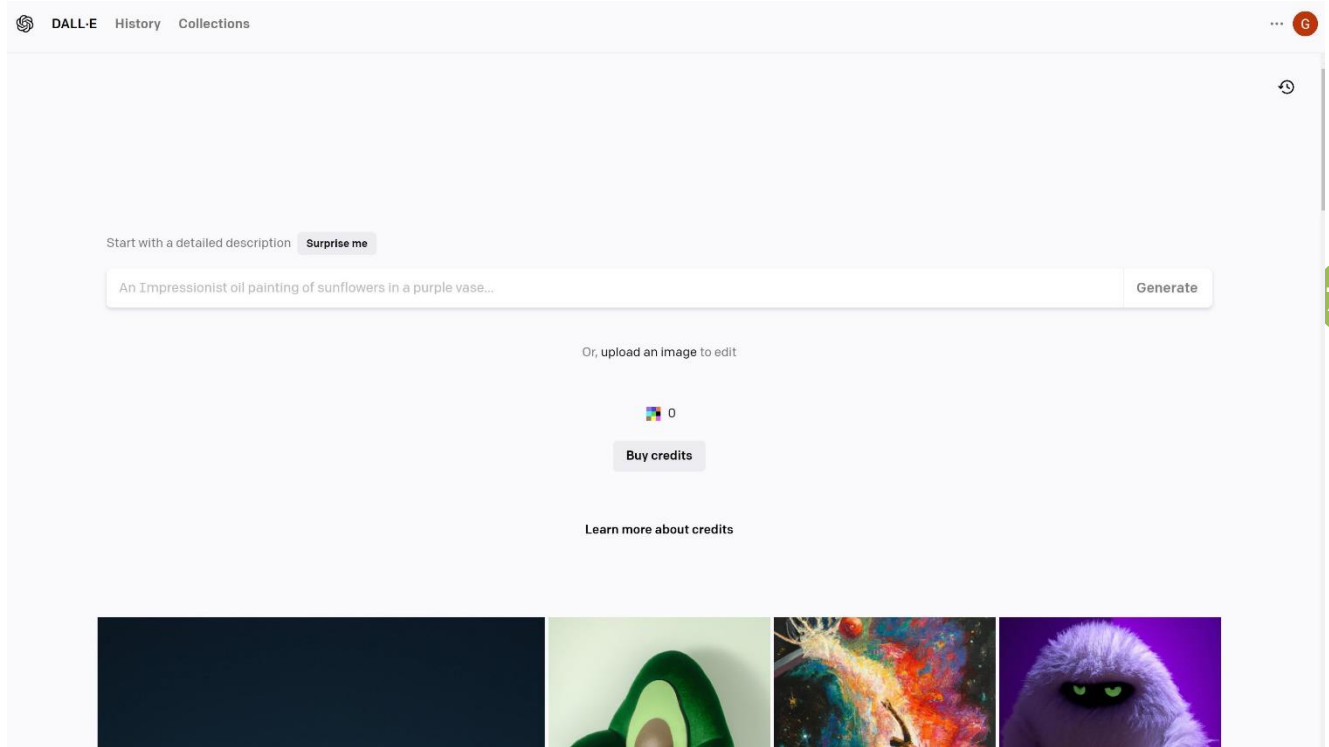 DALL·E History Collections ··· G
Start with a detailed description Surprise me
An Impressionist oil painting of sunflowers in a purple vase... Generate
Or, upload an image to edit
0
Buy credits
Learn more about credits